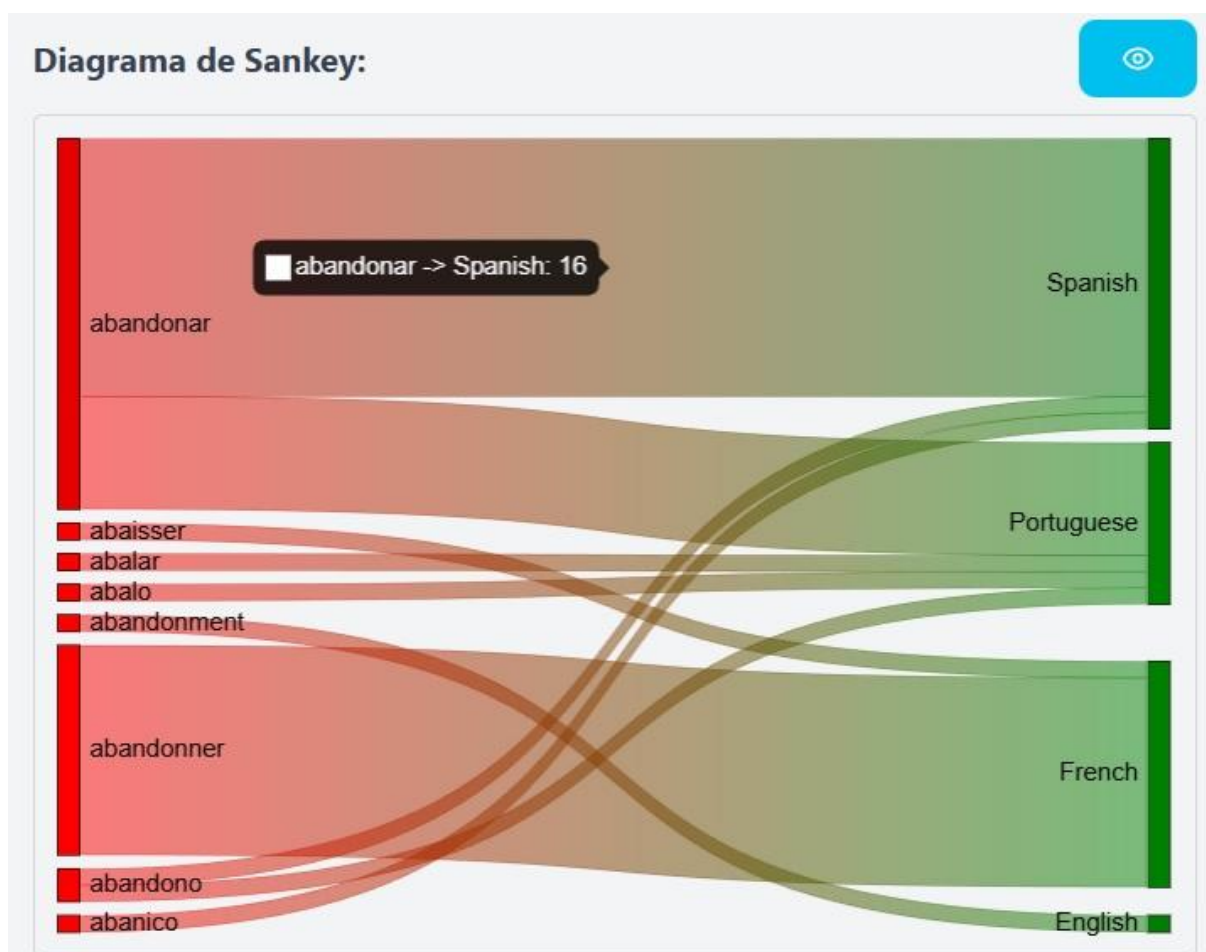 Diagrama de Sankey:
abandonar -> Spanish: 16
Spanish
abandonar
Portuguese
abaisser
abalar
abalo
abandonment
abandonner
French
abandono
abanico
English